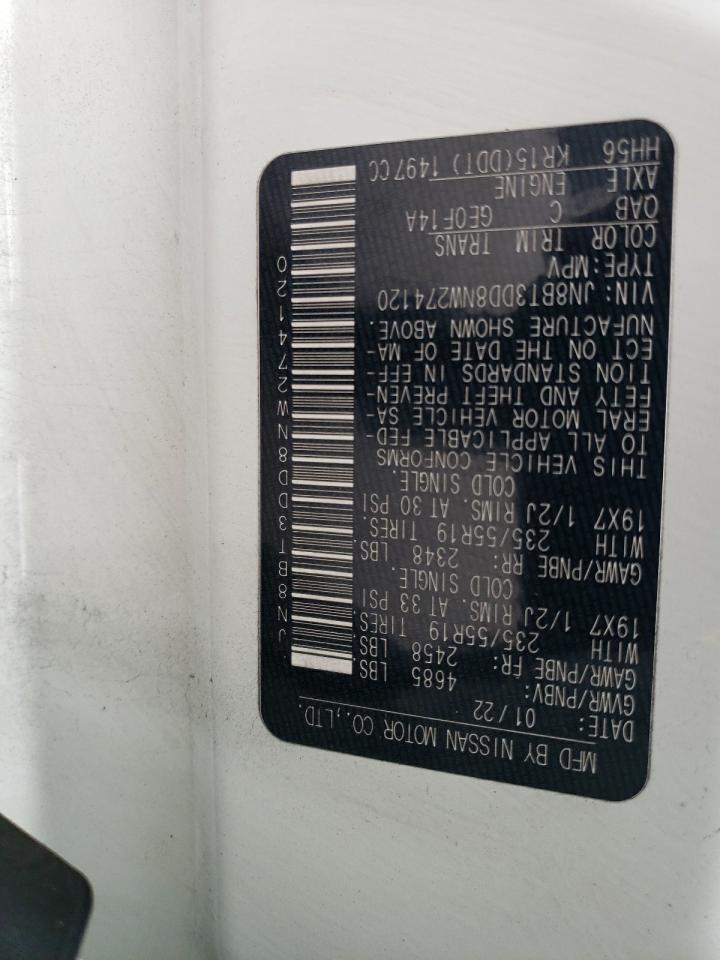 MFD BY NISSAN MOTOR CO.,LTD.
DATE: 01/22
GVWR/PNBV: 4685 LBS
GAWR/PNBE FR: 2458 LBS.
WITH 235/55R19 TIRES.
19X7 1/2J RIMS. AT 33 PSI
COLD SINGLE.
GAWR/PNBE RR: 2348 LBS.
WITH 235/55R19 TIRES.
19X7 1/2J RIMS. AT 30 PSI
COLD SINGLE.
THIS VEHICLE CONFORMS
TO ALL APPLICABLE FED-
ERAL MOTOR VEHICLE SA-
FETY AND THEFT PREVEN-
TION STANDARDS IN EFF-
ECT ON THE DATE OF MA-
NUFACTURE SHOWN ABOVE.
VIN: JN8BT3DD8NW274120
TYPE:MPV
COLOR TRIM TRANS
QAB C GE0F14A
AXLE ENGINE
HH56 KR15(DDT) 1497CC
JN8BT3DD8NW274120